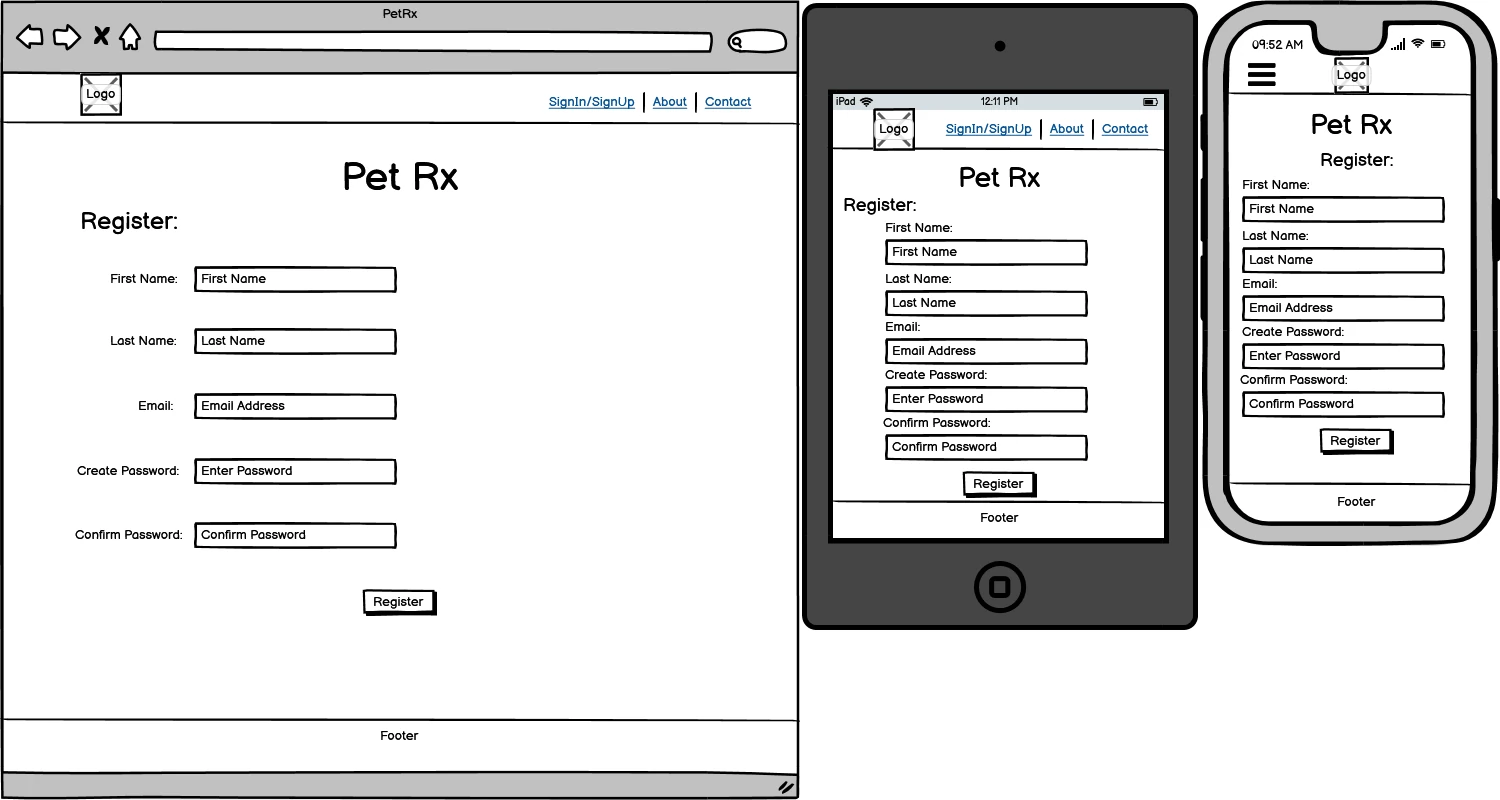 PetRx
Logo
SignIn/SignUp
About
Contact
Pet Rx
Register:
First Name:
First Name
Last Name:
Last Name
Email:
Email Address
Create Password:
Enter Password
Confirm Password:
Confirm Password
Register
Footer
iPad
12:11 PM
Logo
SignIn/SignUp
About
Contact
Pet Rx
Register:
First Name:
First Name
Last Name:
Last Name
Email:
Email Address
Create Password:
Enter Password
Confirm Password:
Confirm Password
Register
Footer
09:52 AM
Logo
Pet Rx
Register:
First Name:
First Name
Last Name:
Last Name
Email:
Email Address
Create Password:
Enter Password
Confirm Password:
Confirm Password
Register
Footer